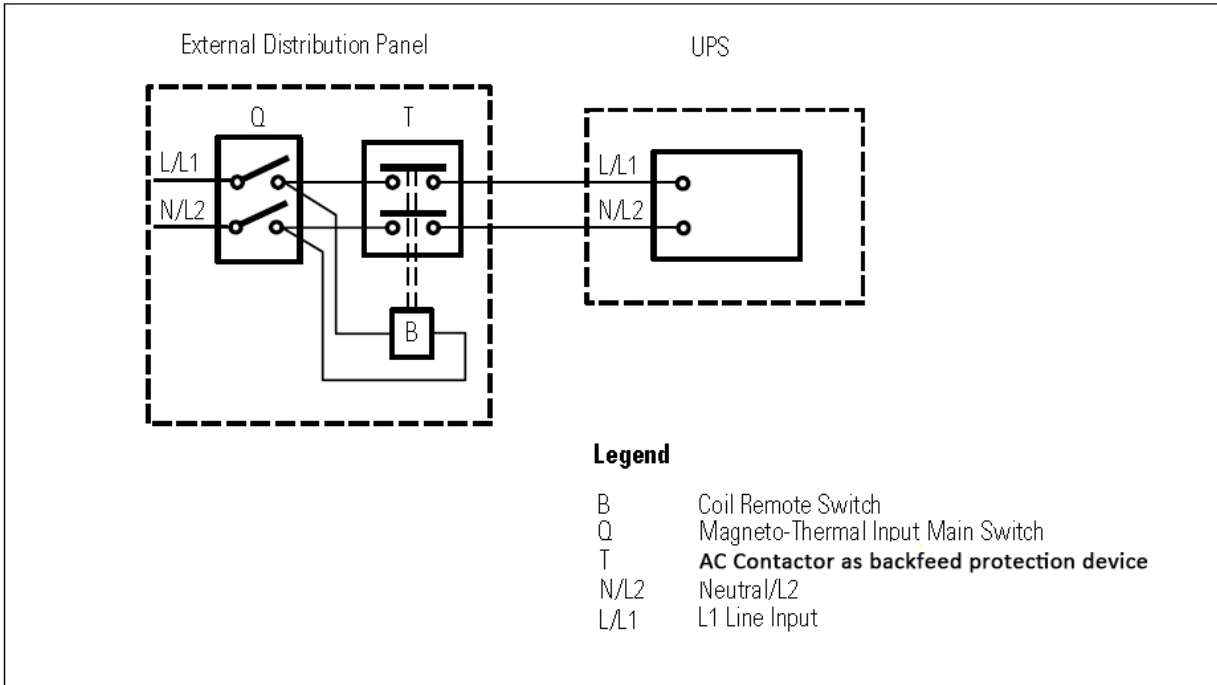 External Distribution Panel
UPS
Q
T
L/L1
N/L2
L/L1
N/L2
B
Legend
B Coil Remote Switch
Q Magneto-Thermal Input Main Switch
T AC Contactor as backfeed protection device
N/L2 Neutral/L2
L/L1 L1 Line Input